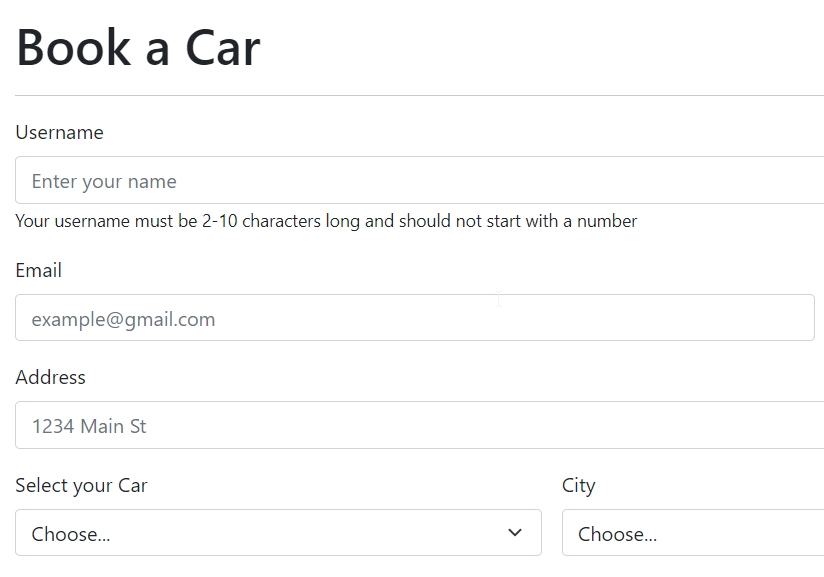 Book a Car
Username
Enter your name
Your username must be 2-10 characters long and should not start with a number
Email
example@gmail.com
Address
1234 Main St
Select your Car City
Choose... Choose...